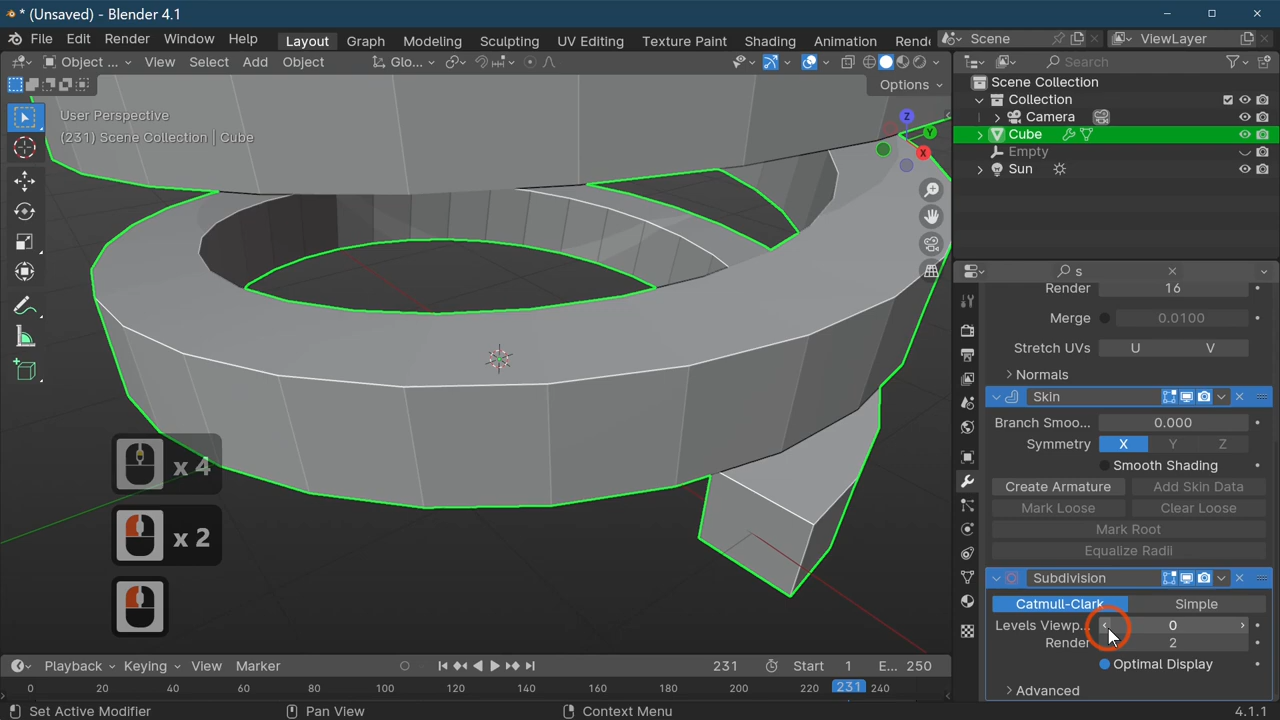 * (Unsaved) - Blender 4.1
File Edit Render Window Help Layout Graph Modeling Sculpting UV Editing Texture Paint Shading Animation Rende Scene ViewLayer
Object ... View Select Add Object Glo... Search
Options
User Perspective
(231) Scene Collection | Cube
Z
Y
X
x 4
x 2
Scene Collection
Collection
Camera
Cube
Empty
Sun
s
Render 16
Merge 0.0100
Stretch UVs U V
Normals
Skin
Branch Smoo... 0.000
Symmetry X Y Z
Smooth Shading
Create Armature Add Skin Data
Mark Loose Clear Loose
Mark Root
Equalize Radii
Subdivision
Catmull-Clark Simple
Levels Viewp... 0
Render 2
Optimal Display
Advanced
Playback Keying View Marker 231 Start 1 E... 250
0 20 40 60 80 100 120 140 160 180 200 220 231 240
Set Active Modifier Pan View Context Menu 4.1.1